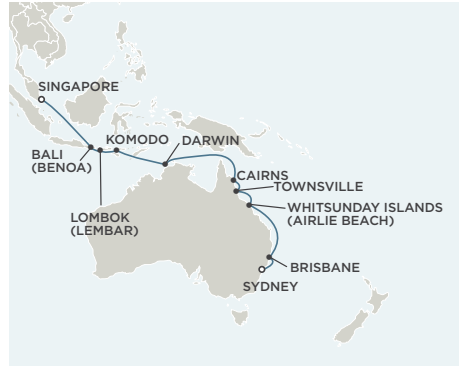 SINGAPORE
KOMODO
DARWIN
BALI
(BENOA)
CAIRNS
TOWNSVILLE
WHITSUNDAY ISLANDS
(AIRLIE BEACH)
LOMBOK
(LEMBAR)
BRISBANE
SYDNEY